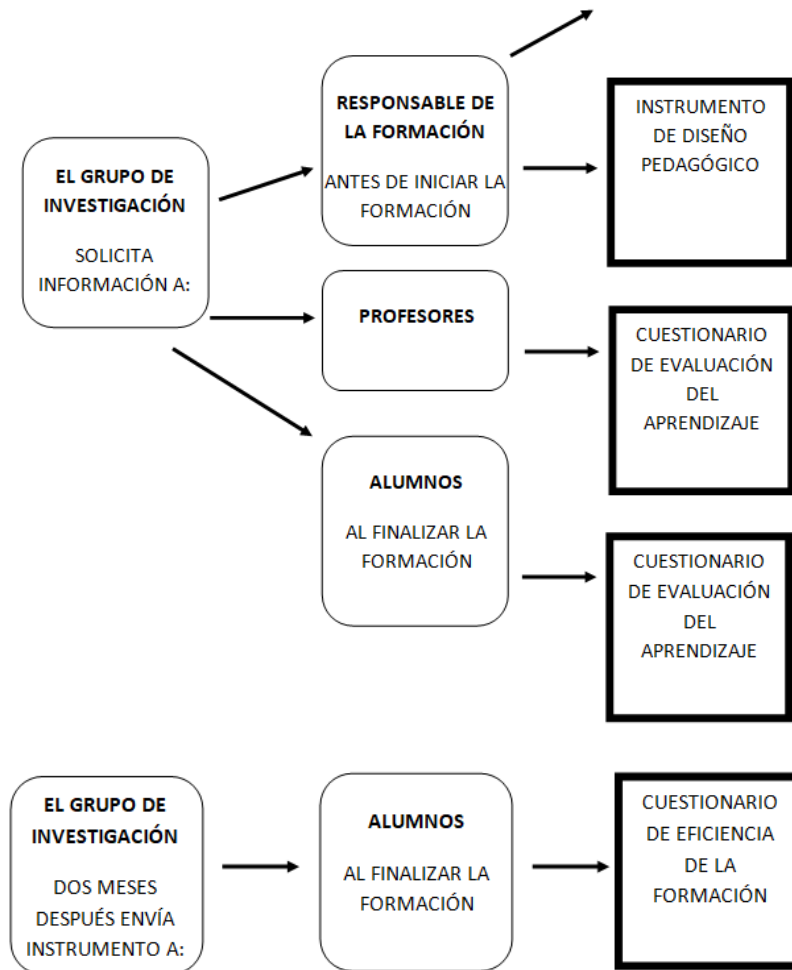 EL GRUPO DE
INVESTIGACIÓN
SOLICITA
INFORMACIÓN A:
RESPONSABLE DE
LA FORMACIÓN
ANTES DE INICIAR LA
FORMACIÓN
INSTRUMENTO
DE DISEÑO
PEDAGÓGICO
PROFESORES
CUESTIONARIO
DE EVALUACIÓN
DEL
APRENDIZAJE
ALUMNOS
AL FINALIZAR LA
FORMACIÓN
CUESTIONARIO
DE EVALUACIÓN
DEL
APRENDIZAJE
EL GRUPO DE
INVESTIGACIÓN
DOS MESES
DESPUÉS ENVÍA
INSTRUMENTO A:
ALUMNOS
AL FINALIZAR LA
FORMACIÓN
CUESTIONARIO
DE EFICIENCIA
DE LA
FORMACIÓN